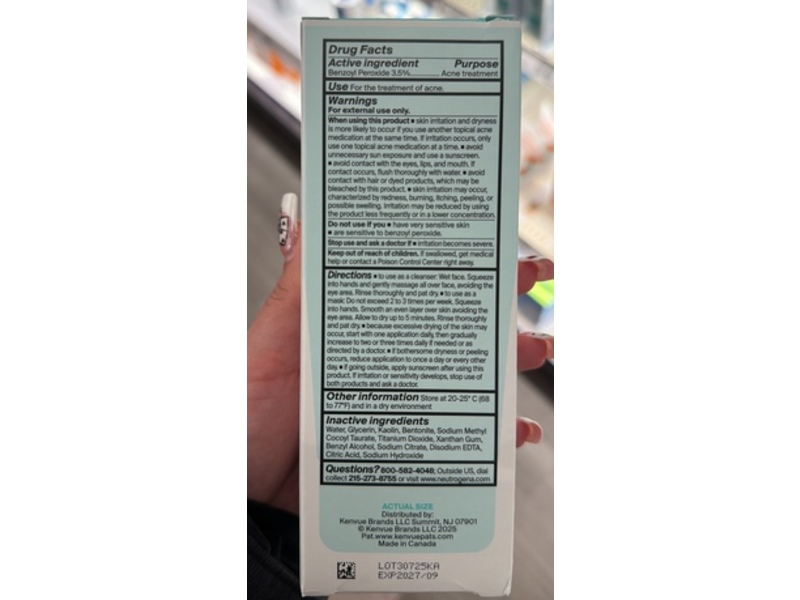 Drug Facts
Active ingredient Purpose
Benzoyl Peroxide 3.5%.......... Acne treatment
Use For the treatment of acne.
Warnings
For external use only.
When using this product ▪ skin irritation and dryness
is more likely to occur if you use another topical acne
medication at the same time. If irritation occurs, only
use one topical acne medication at a time. ▪ avoid
unnecessary sun exposure and use a sunscreen.
▪ avoid contact with the eyes, lips, and mouth. If
contact occurs, flush thoroughly with water. ▪ avoid
contact with hair or dyed products, which may be
bleached by this product. ▪ skin irritation may occur,
characterized by redness, burning, itching, peeling, or
possible swelling. Irritation may be reduced by using
the product less frequently or in a lower concentration.
Do not use if you ▪ have very sensitive skin
▪ are sensitive to benzoyl peroxide.
Stop use and ask a doctor if ▪ irritation becomes severe.
Keep out of reach of children. If swallowed, get medical
help or contact a Poison Control Center right away.
Directions ▪ to use as a cleanser: Wet face. Squeeze
into hands and gently massage all over face, avoiding the
eye area. Rinse thoroughly and pat dry. ▪ to use as a
mask: Do not exceed 2 to 3 times per week. Squeeze
into hands. Smooth an even layer over skin avoiding the
eye area. Allow to dry up to 5 minutes. Rinse thoroughly
and pat dry. ▪ because excessive drying of the skin may
occur, start with one application daily, then gradually
increase to two or three times daily if needed or as
directed by a doctor. ▪ if bothersome dryness or peeling
occurs, reduce application to once a day or every other
day. ▪ If going outside, apply sunscreen after using this
product. If irritation or sensitivity develops, stop use of
both products and ask a doctor.
Other information Store at 20-25° C (68
to 77°F) and in a dry environment
Inactive ingredients
Water, Glycerin, Kaolin, Bentonite, Sodium Methyl
Cocoyl Taurate, Titanium Dioxide, Xanthan Gum,
Benzyl Alcohol, Sodium Citrate, Disodium EDTA,
Citric Acid, Sodium Hydroxide
Questions? 800-582-4048; Outside US, dial
collect 215-273-8755 or visit www.neutrogena.com
ACTUAL SIZE
Distributed by:
Kenvue Brands LLC Summit, NJ 07901
© Kenvue Brands LLC 2025
Pat.www.kenvuepats.com
Made in Canada
LOT30725KA
EXP2027/09